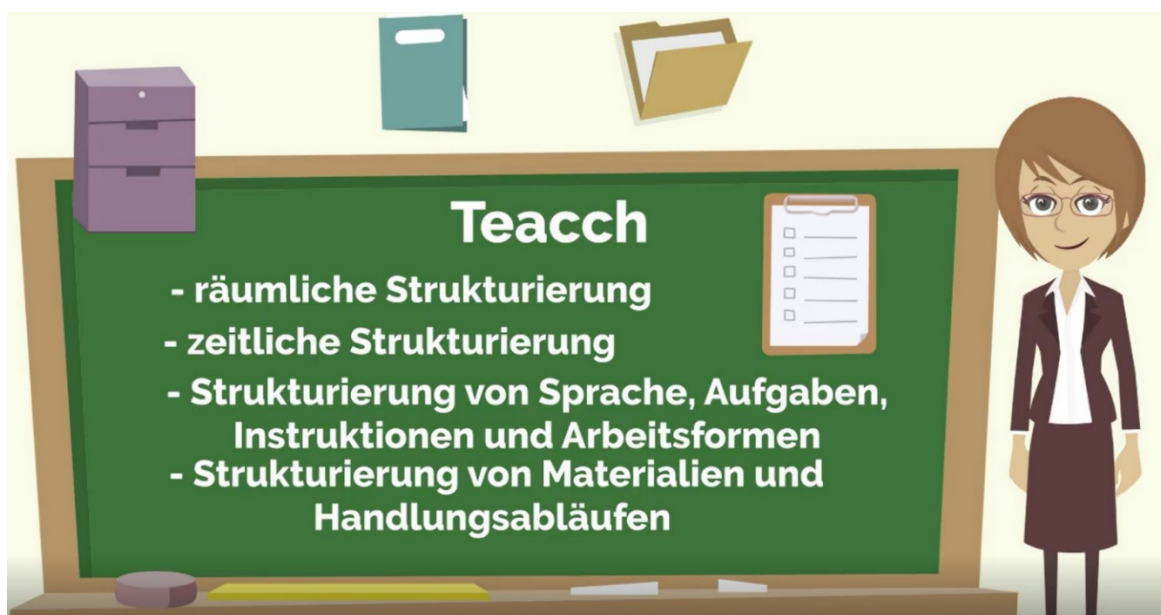 Teacch
- räumliche Strukturierung
- zeitliche Strukturierung
- Strukturierung von Sprache, Aufgaben,
Instruktionen und Arbeitsformen
- Strukturierung von Materialien und
Handlungsabläufen